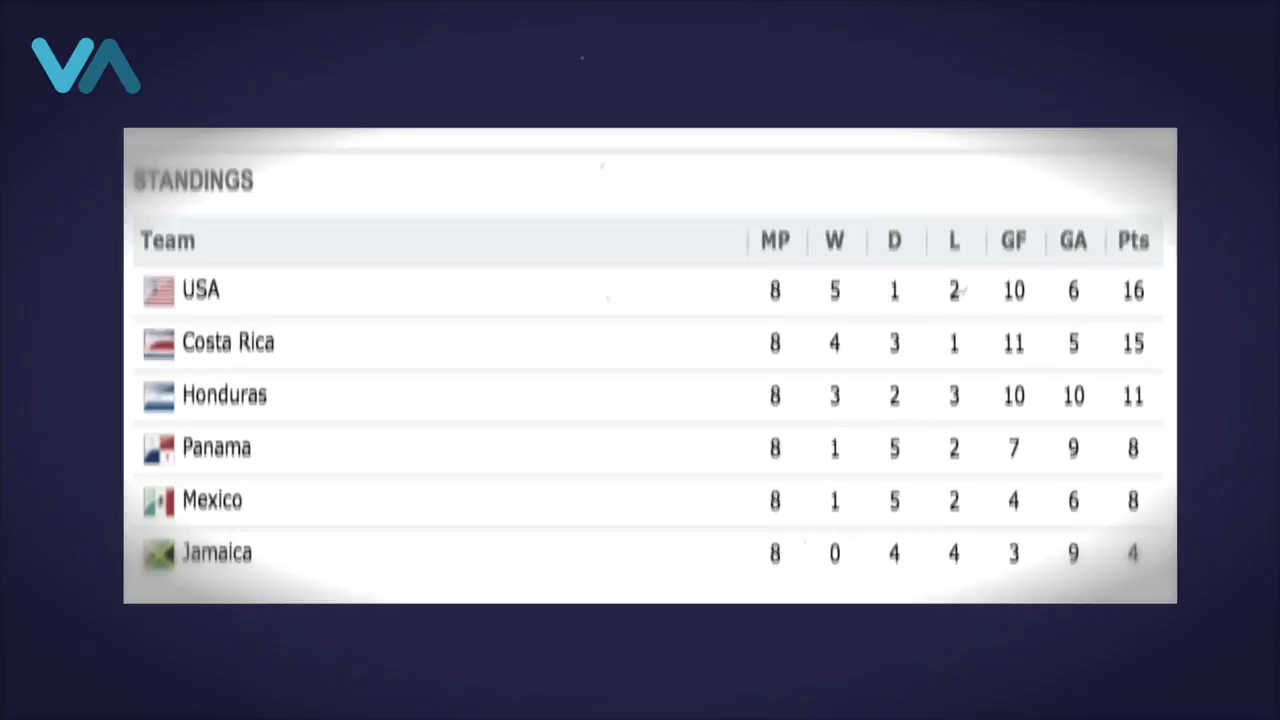 VA
STANDINGS
Team MP W D L GF GA Pts
USA 8 5 1 2 10 6 16
Costa Rica 8 4 3 1 11 5 15
Honduras 8 3 2 3 10 10 11
Panama 8 1 5 2 7 9 8
Mexico 8 1 5 2 4 6 8
Jamaica 8 0 4 4 3 9 4